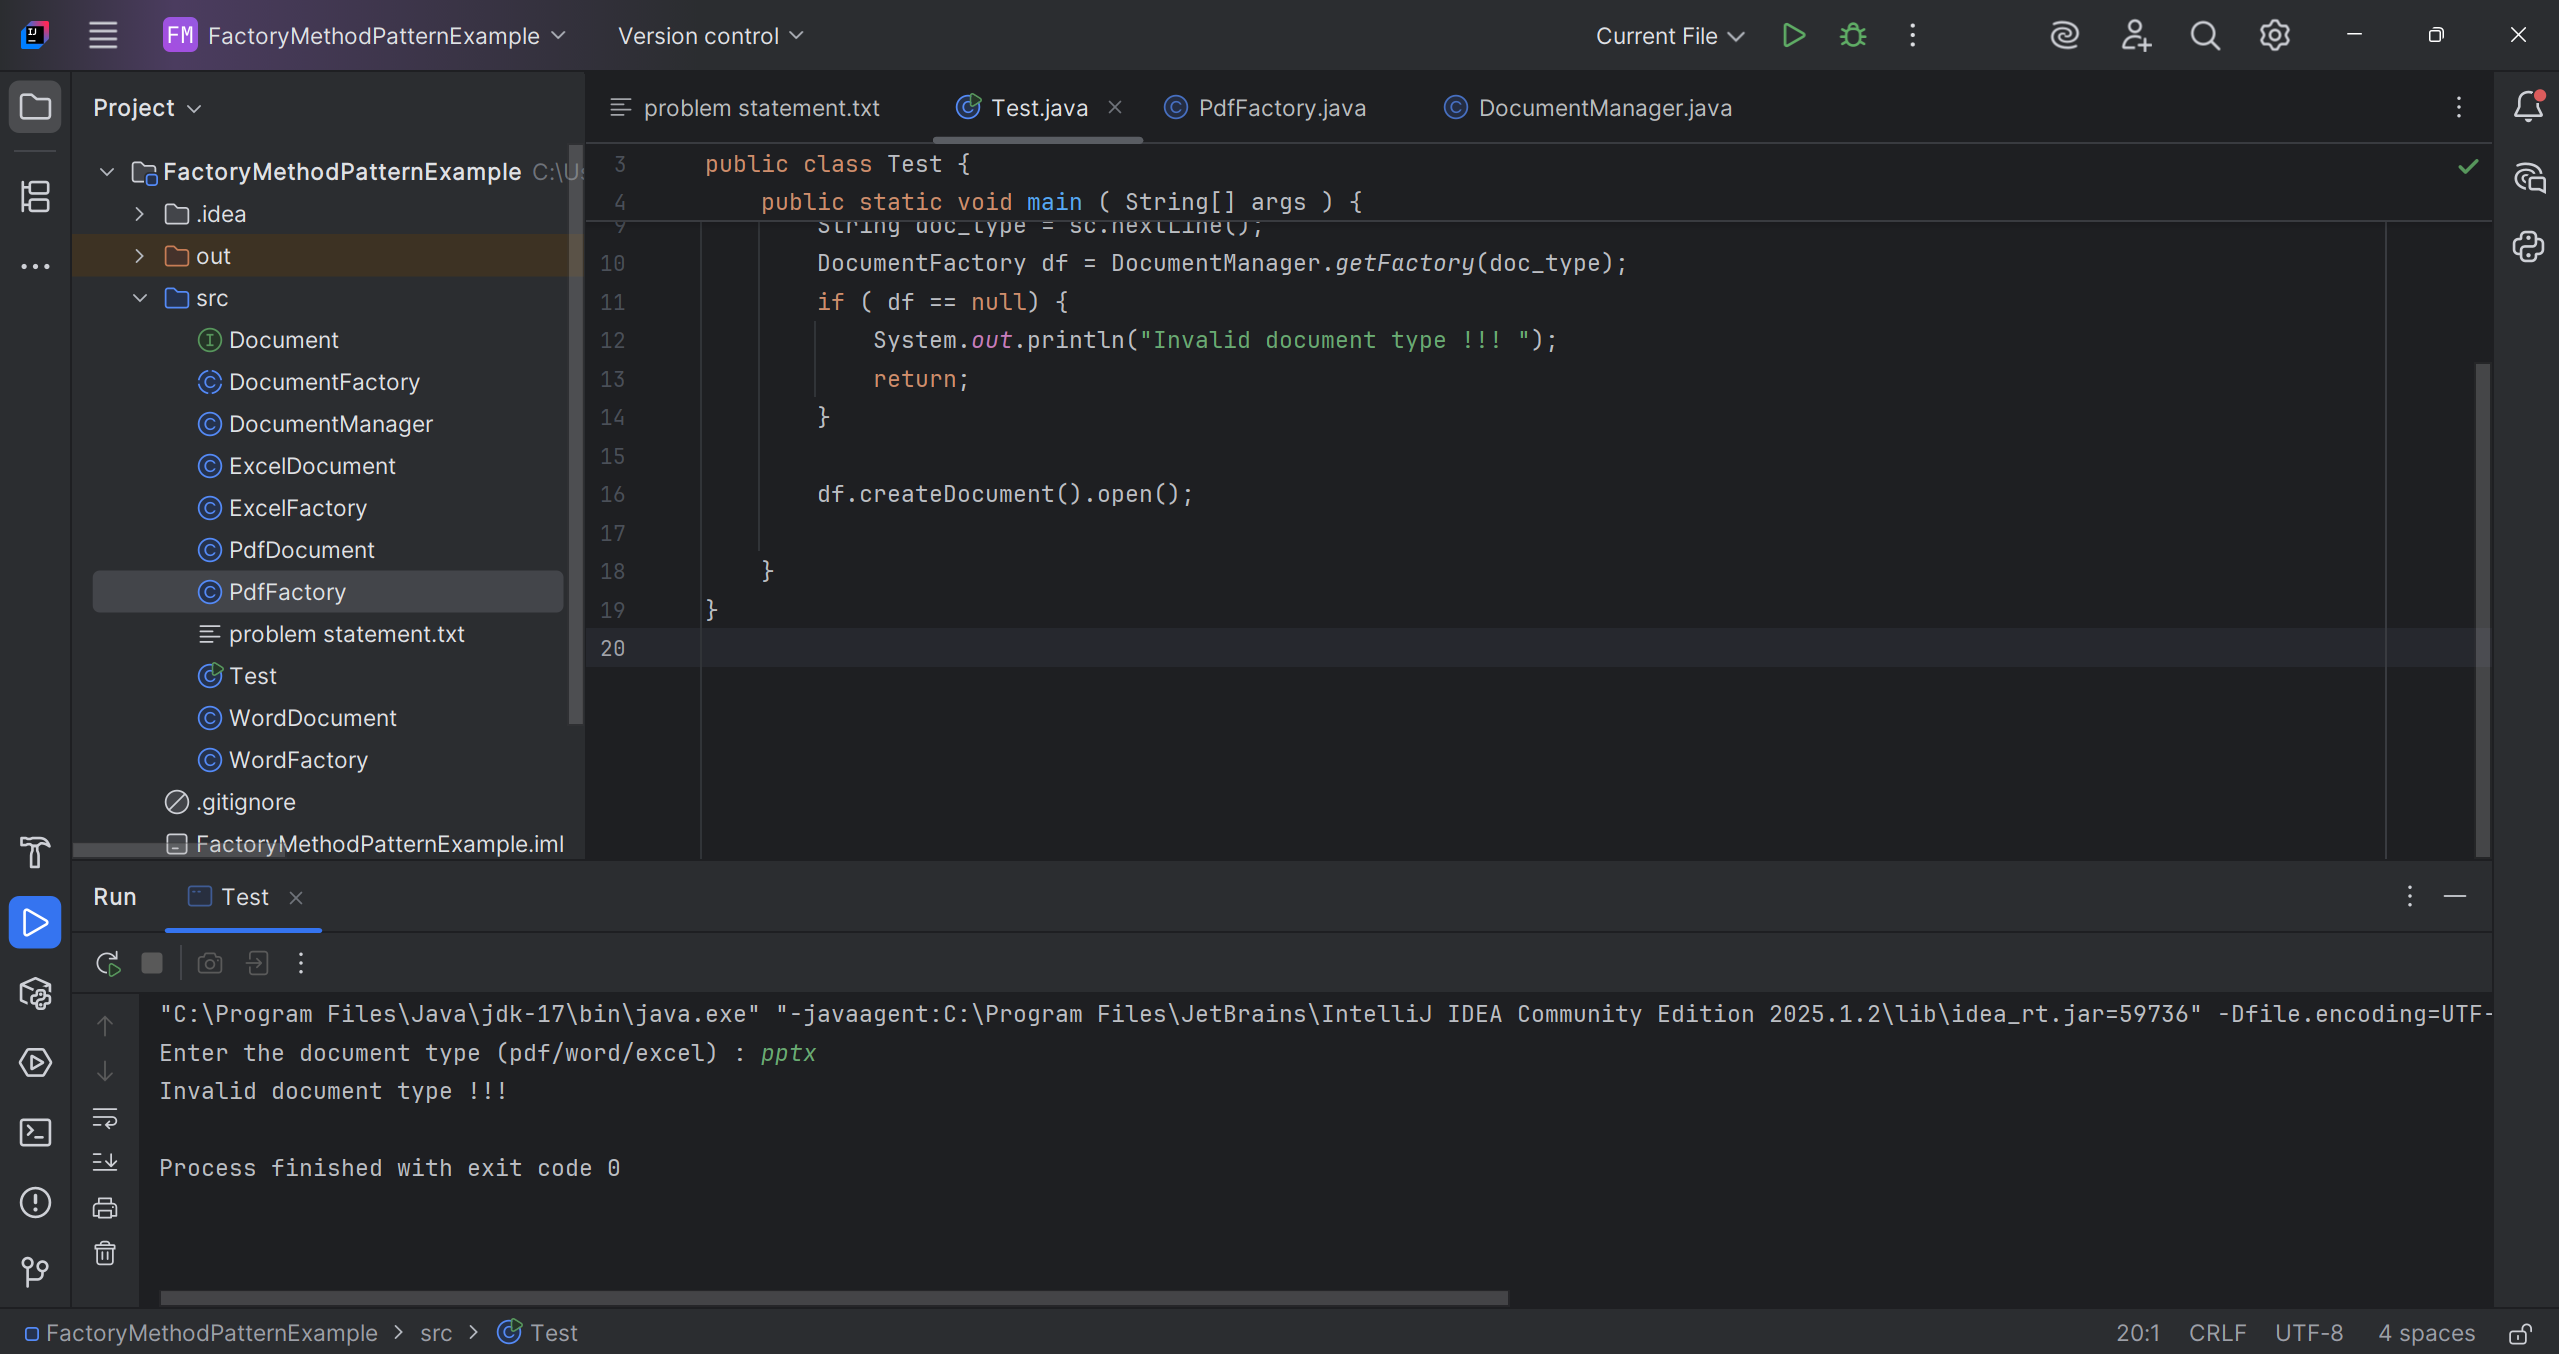 FM FactoryMethodPatternExample
Version control
Current File
Project
problem statement.txt
Test.java
PdfFactory.java
DocumentManager.java
FactoryMethodPatternExample C:\Us
.idea
out
src
Document
DocumentFactory
DocumentManager
ExcelDocument
ExcelFactory
PdfDocument
PdfFactory
problem statement.txt
Test
WordDocument
WordFactory
.gitignore
FactoryMethodPatternExample.iml
3 public class Test {
4 public static void main ( String[] args ) {
9 String doc_type = sc.nextLine();
10 DocumentFactory df = DocumentManager.getFactory(doc_type);
11 if ( df == null) {
12 System.out.println("Invalid document type !!! ");
13 return;
14 }
15
16 df.createDocument().open();
17
18 }
19 }
20
Run
Test
"C:\Program Files\Java\jdk-17\bin\java.exe" "-javaagent:C:\Program Files\JetBrains\IntelliJ IDEA Community Edition 2025.1.2\lib\idea_rt.jar=59736" -Dfile.encoding=UTF-
Enter the document type (pdf/word/excel) : pptx
Invalid document type !!!
Process finished with exit code 0
FactoryMethodPatternExample > src > Test
20:1 CRLF UTF-8 4 spaces